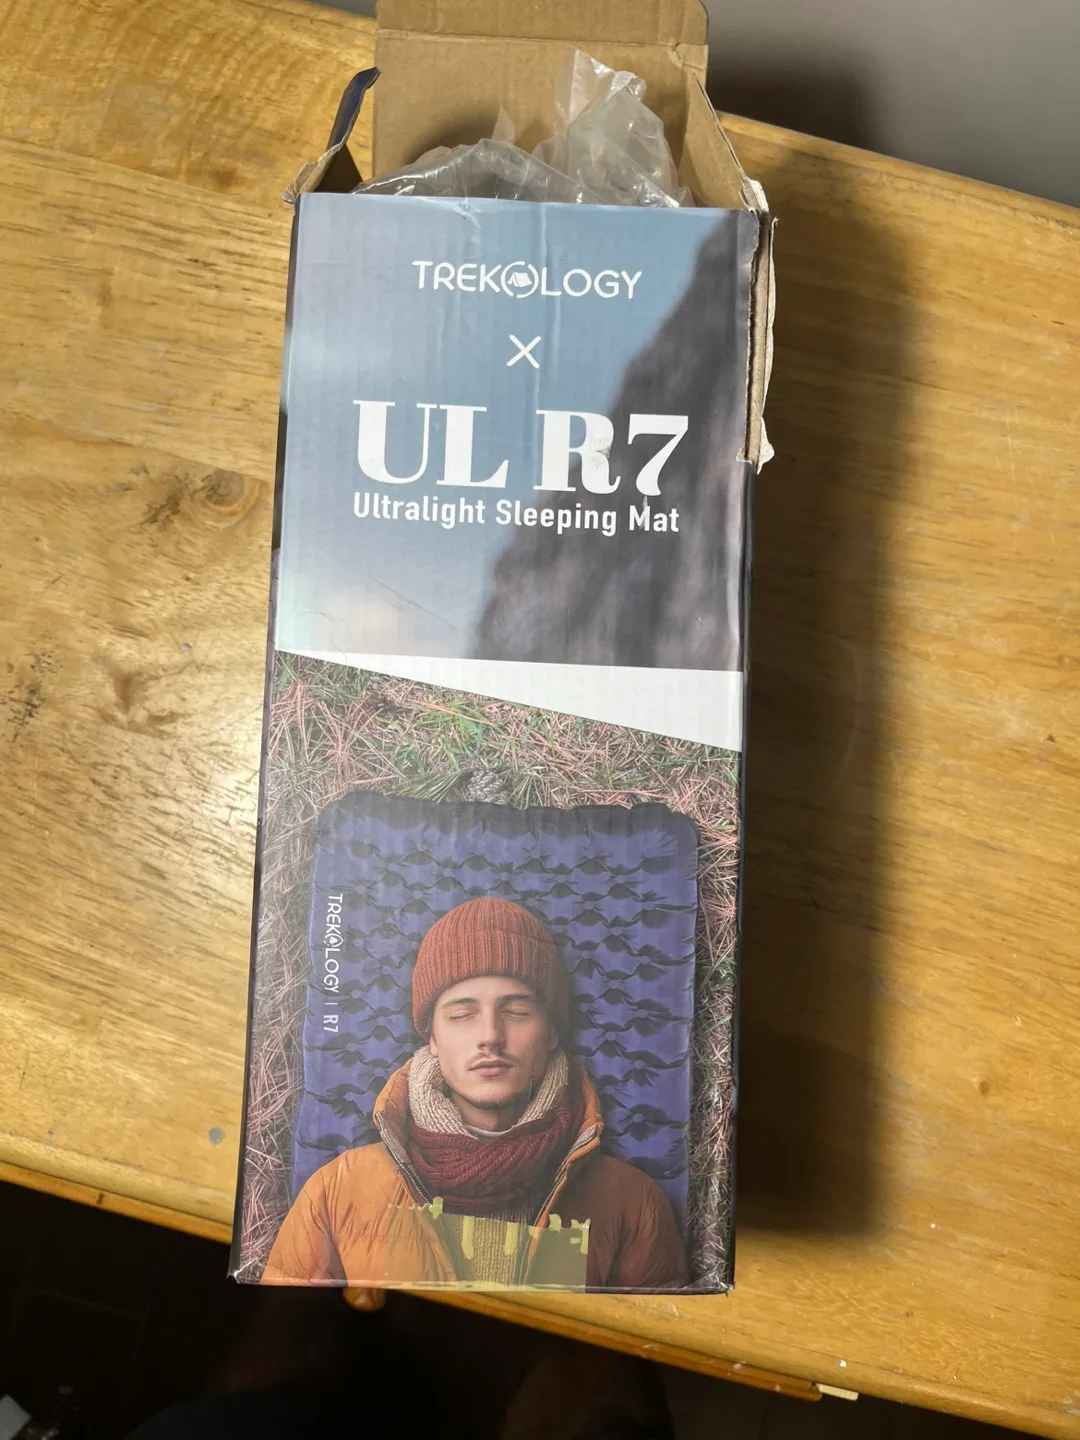 TREKOLOGY
X
UL R7
Ultralight Sleeping Mat
TREKOLOGY | R7